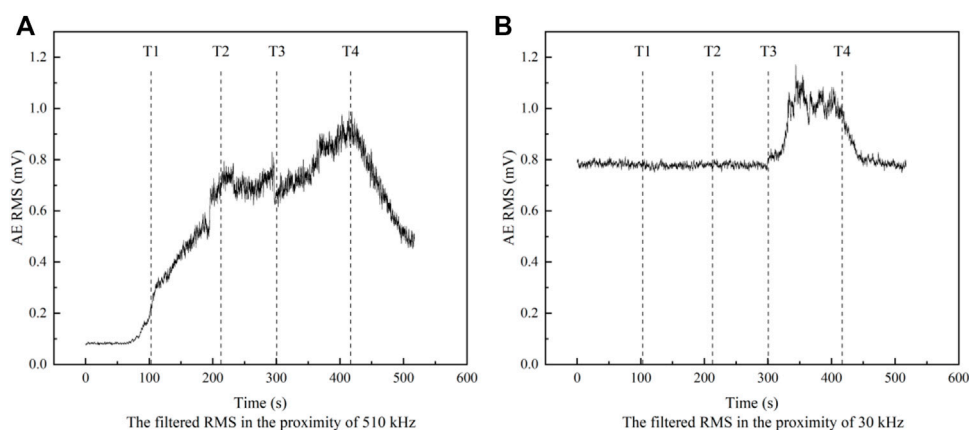 A
T1 T2 T3 T4
1.2
1.0
0.8
0.6
0.4
0.2
0.0
AE RMS (mV)
0 100 200 300 400 500 600
Time (s)
The filtered RMS in the proximity of 510 kHz
B
T1 T2 T3 T4
1.2
1.0
0.8
0.6
0.4
0.2
0.0
AE RMS (mV)
0 100 200 300 400 500 600
Time (s)
The filtered RMS in the proximity of 30 kHz